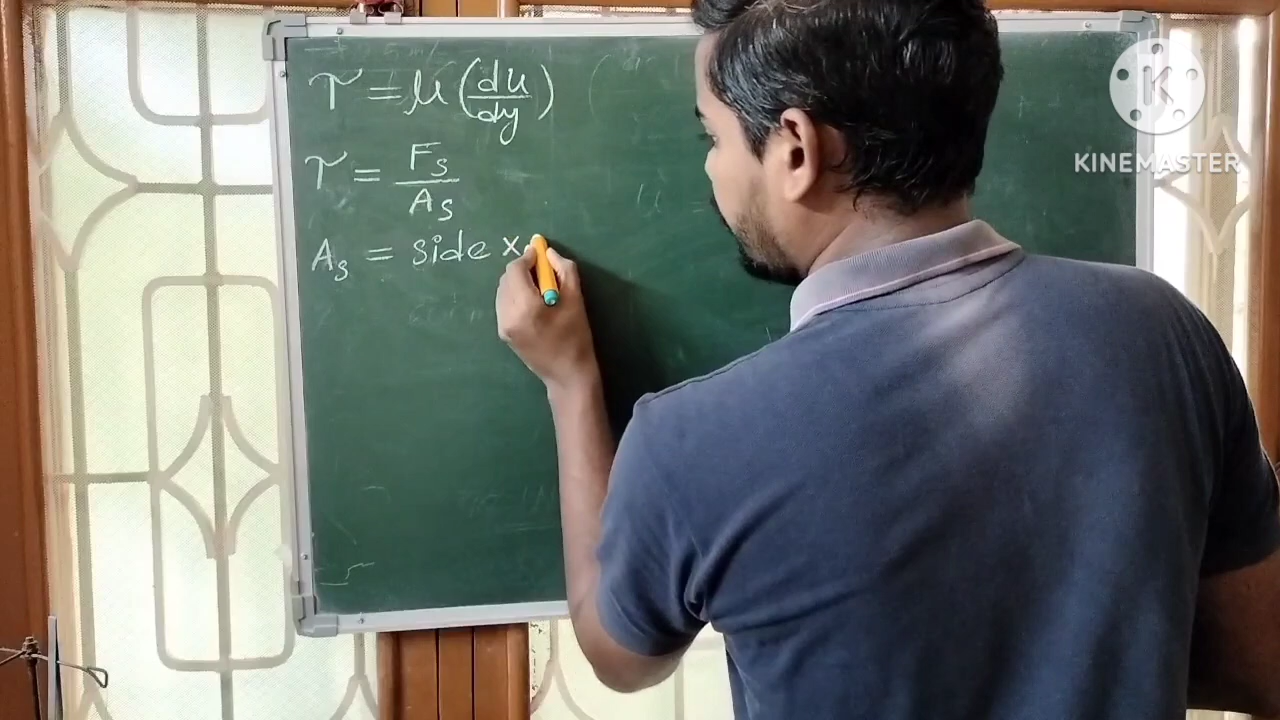 τ = μ (du/dy)
τ = Fs/As
As = side ×
K
KINEMASTER